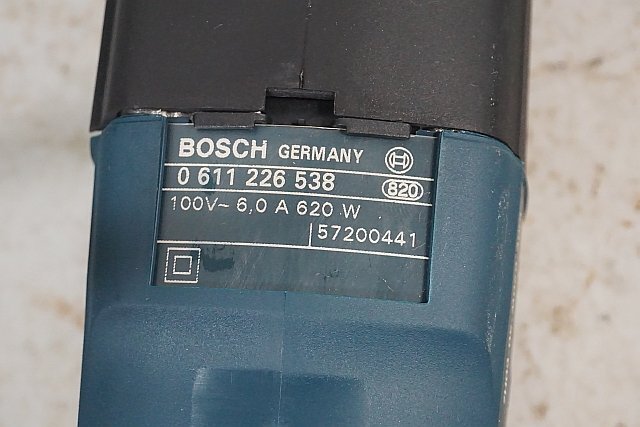 BOSCH GERMANY
0 611 226 538 820
100V~ 6,0 A 620 W
57200441